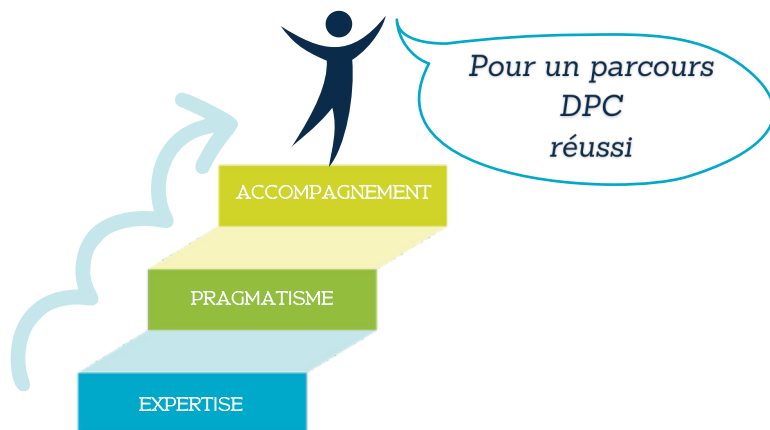 Pour un parcours
DPC
réussi
ACCOMPAGNEMENT
PRAGMATISME
EXPERTISE